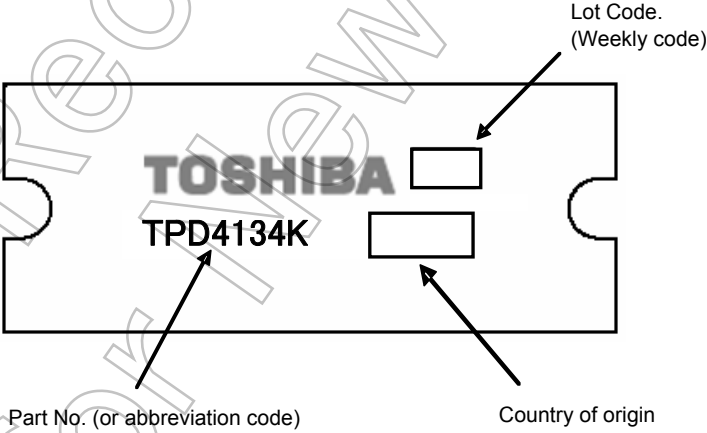 Lot Code.
(Weekly code)
TOSHIBA
TPD4134K
Part No. (or abbreviation code)
Country of origin